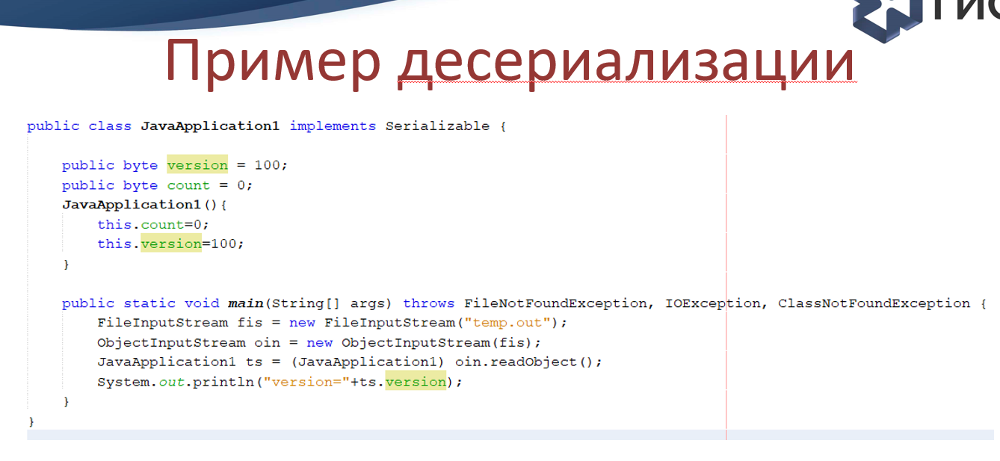 Пример десериализации
public class JavaApplication1 implements Serializable {
public byte version = 100;
public byte count = 0;
JavaApplication1(){
this.count=0;
this.version=100;
}
public static void main(String[] args) throws FileNotFoundException, IOException, ClassNotFoundException {
FileInputStream fis = new FileInputStream("temp.out");
ObjectInputStream oin = new ObjectInputStream(fis);
JavaApplication1 ts = (JavaApplication1) oin.readObject();
System.out.println("version="+ts.version);
}
}